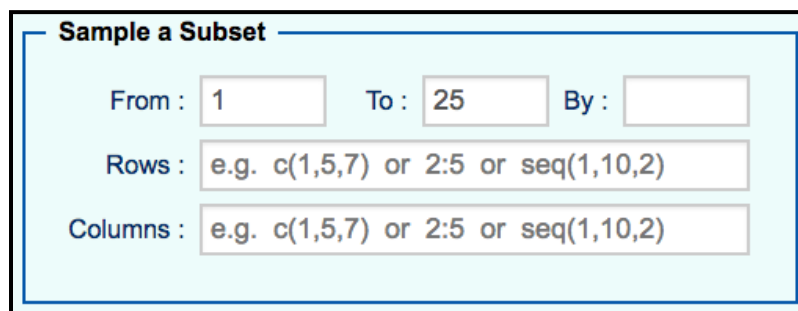 Sample a Subset
From : 1 To : 25 By :
Rows : e.g. c(1,5,7) or 2:5 or seq(1,10,2)
Columns : e.g. c(1,5,7) or 2:5 or seq(1,10,2)